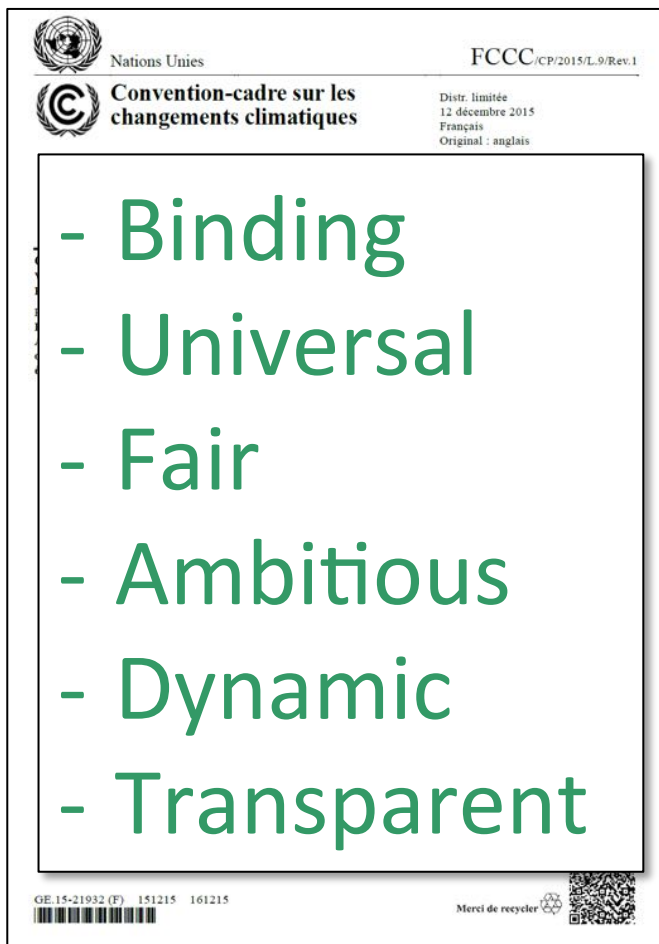 Nations Unies
FCCC/CP/2015/L.9/Rev.1
Convention-cadre sur les
changements climatiques
Distr. limitée
12 décembre 2015
Français
Original : anglais
- Binding
- Universal
- Fair
- Ambitious
- Dynamic
- Transparent
GE.15-21932 (F) 151215 161215
Merci de recycler